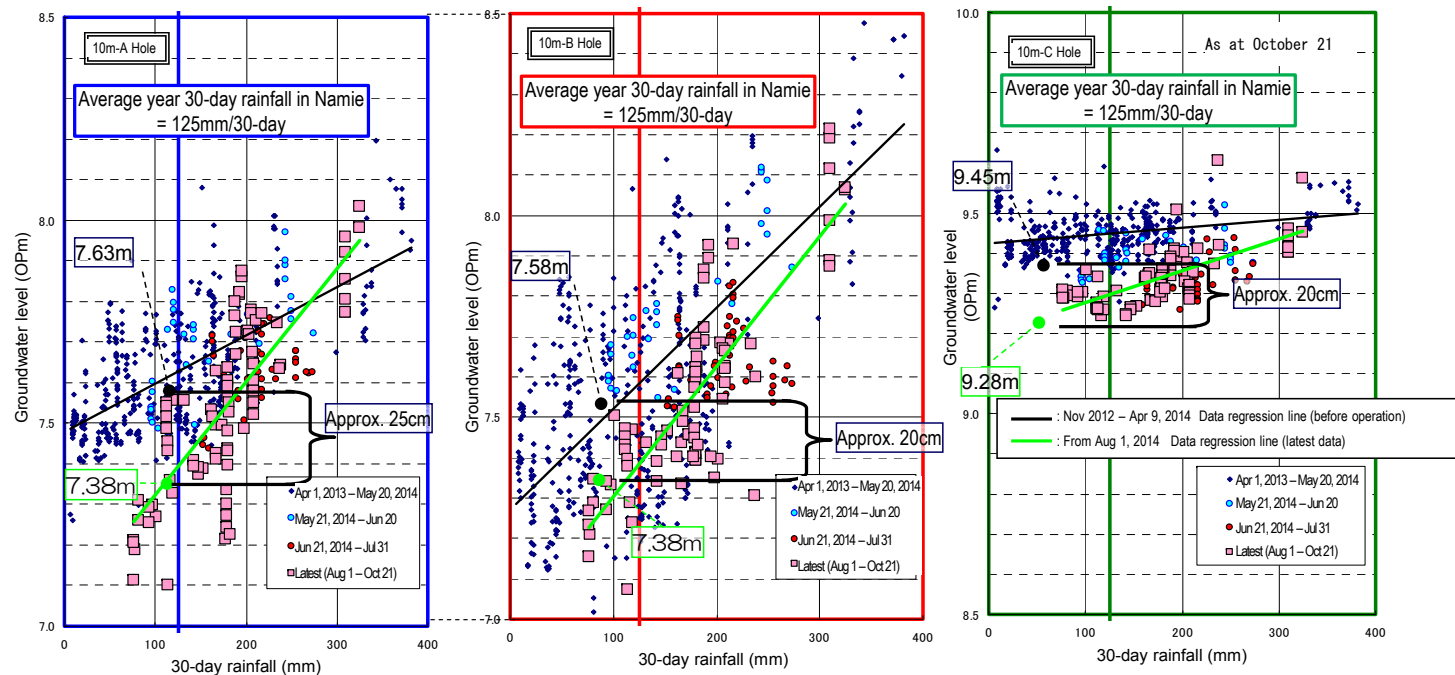 10m-A Hole
Average year 30-day rainfall in Namie
= 125mm/30-day
8.5
8.0
7.5
7.0
Groundwater level (OPm)
7.63m
7.38m
Approx. 25cm
Apr 1, 2013 – May 20, 2014
May 21, 2014 – Jun 20
Jun 21, 2014 – Jul 31
Latest (Aug 1 – Oct 21)
0 100 200 300 400
30-day rainfall (mm)
10m-B Hole
Average year 30-day rainfall in Namie
= 125mm/30-day
8.5
8.0
7.5
7.0
Groundwater level (OPm)
7.58m
7.38m
Approx. 20cm
Apr 1, 2013 – May 20, 2014
May 21, 2014 – Jun 20
Jun 21, 2014 – Jul 31
Latest (Aug 1 – Oct 21)
0 100 200 300 400
30-day rainfall (mm)
10m-C Hole
As at October 21
Average year 30-day rainfall in Namie
= 125mm/30-day
10.0
9.5
9.0
8.5
Groundwater level
(OPm)
9.45m
9.28m
Approx. 20cm
: Nov 2012 – Apr 9, 2014 Data regression line (before operation)
: From Aug 1, 2014 Data regression line (latest data)
Apr 1, 2013 – May 20, 2014
May 21, 2014 – Jun 20
Jun 21, 2014 – Jul 31
Latest (Aug 1 – Oct 21)
0 100 200 300 400
30-day rainfall (mm)